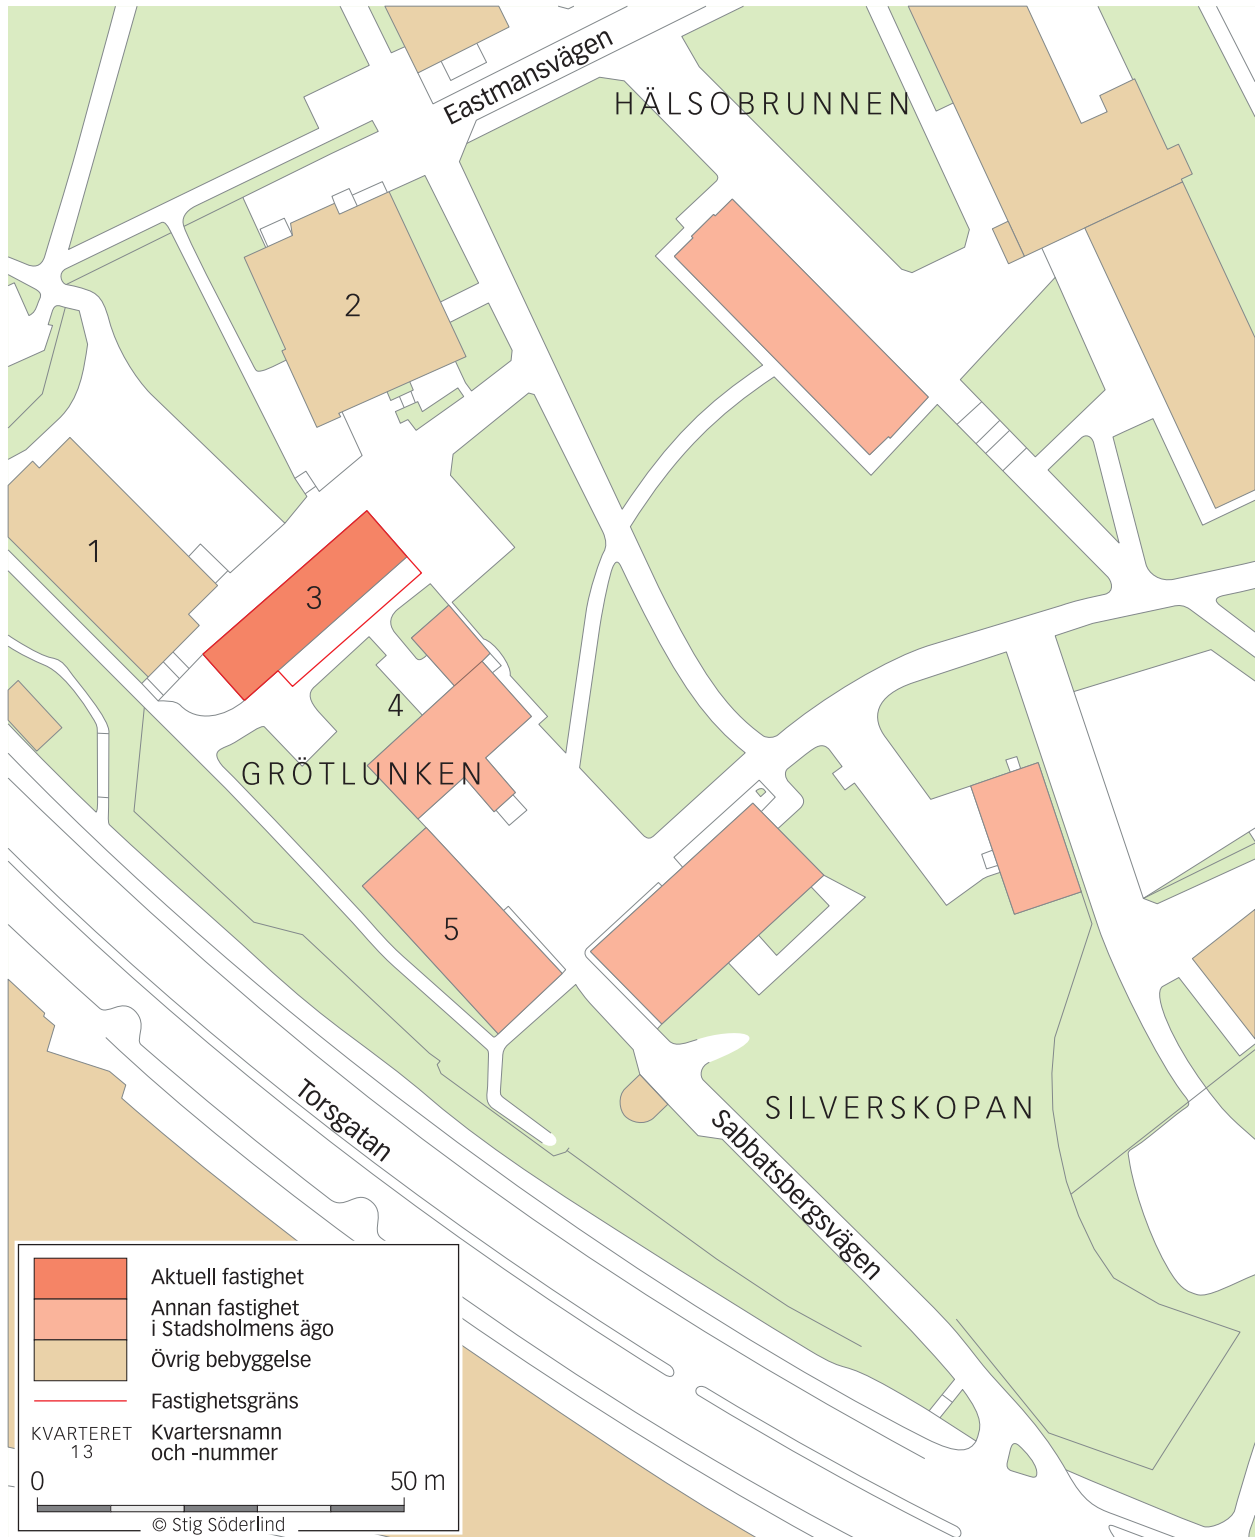 Eastmansvägen
HÄLSOBRUNNEN
2
1
3
4
GRÖTLUNKEN
5
Torsgatan
SILVERSKOPAN
Sabbatsbergsvägen
Aktuell fastighet
Annan fastighet
i Stadsholmens ägo
Övrig bebyggelse
Fastighetsgräns
KVARTERET
13
Kvartersnamn
och -nummer
0 50 m
© Stig Söderlind